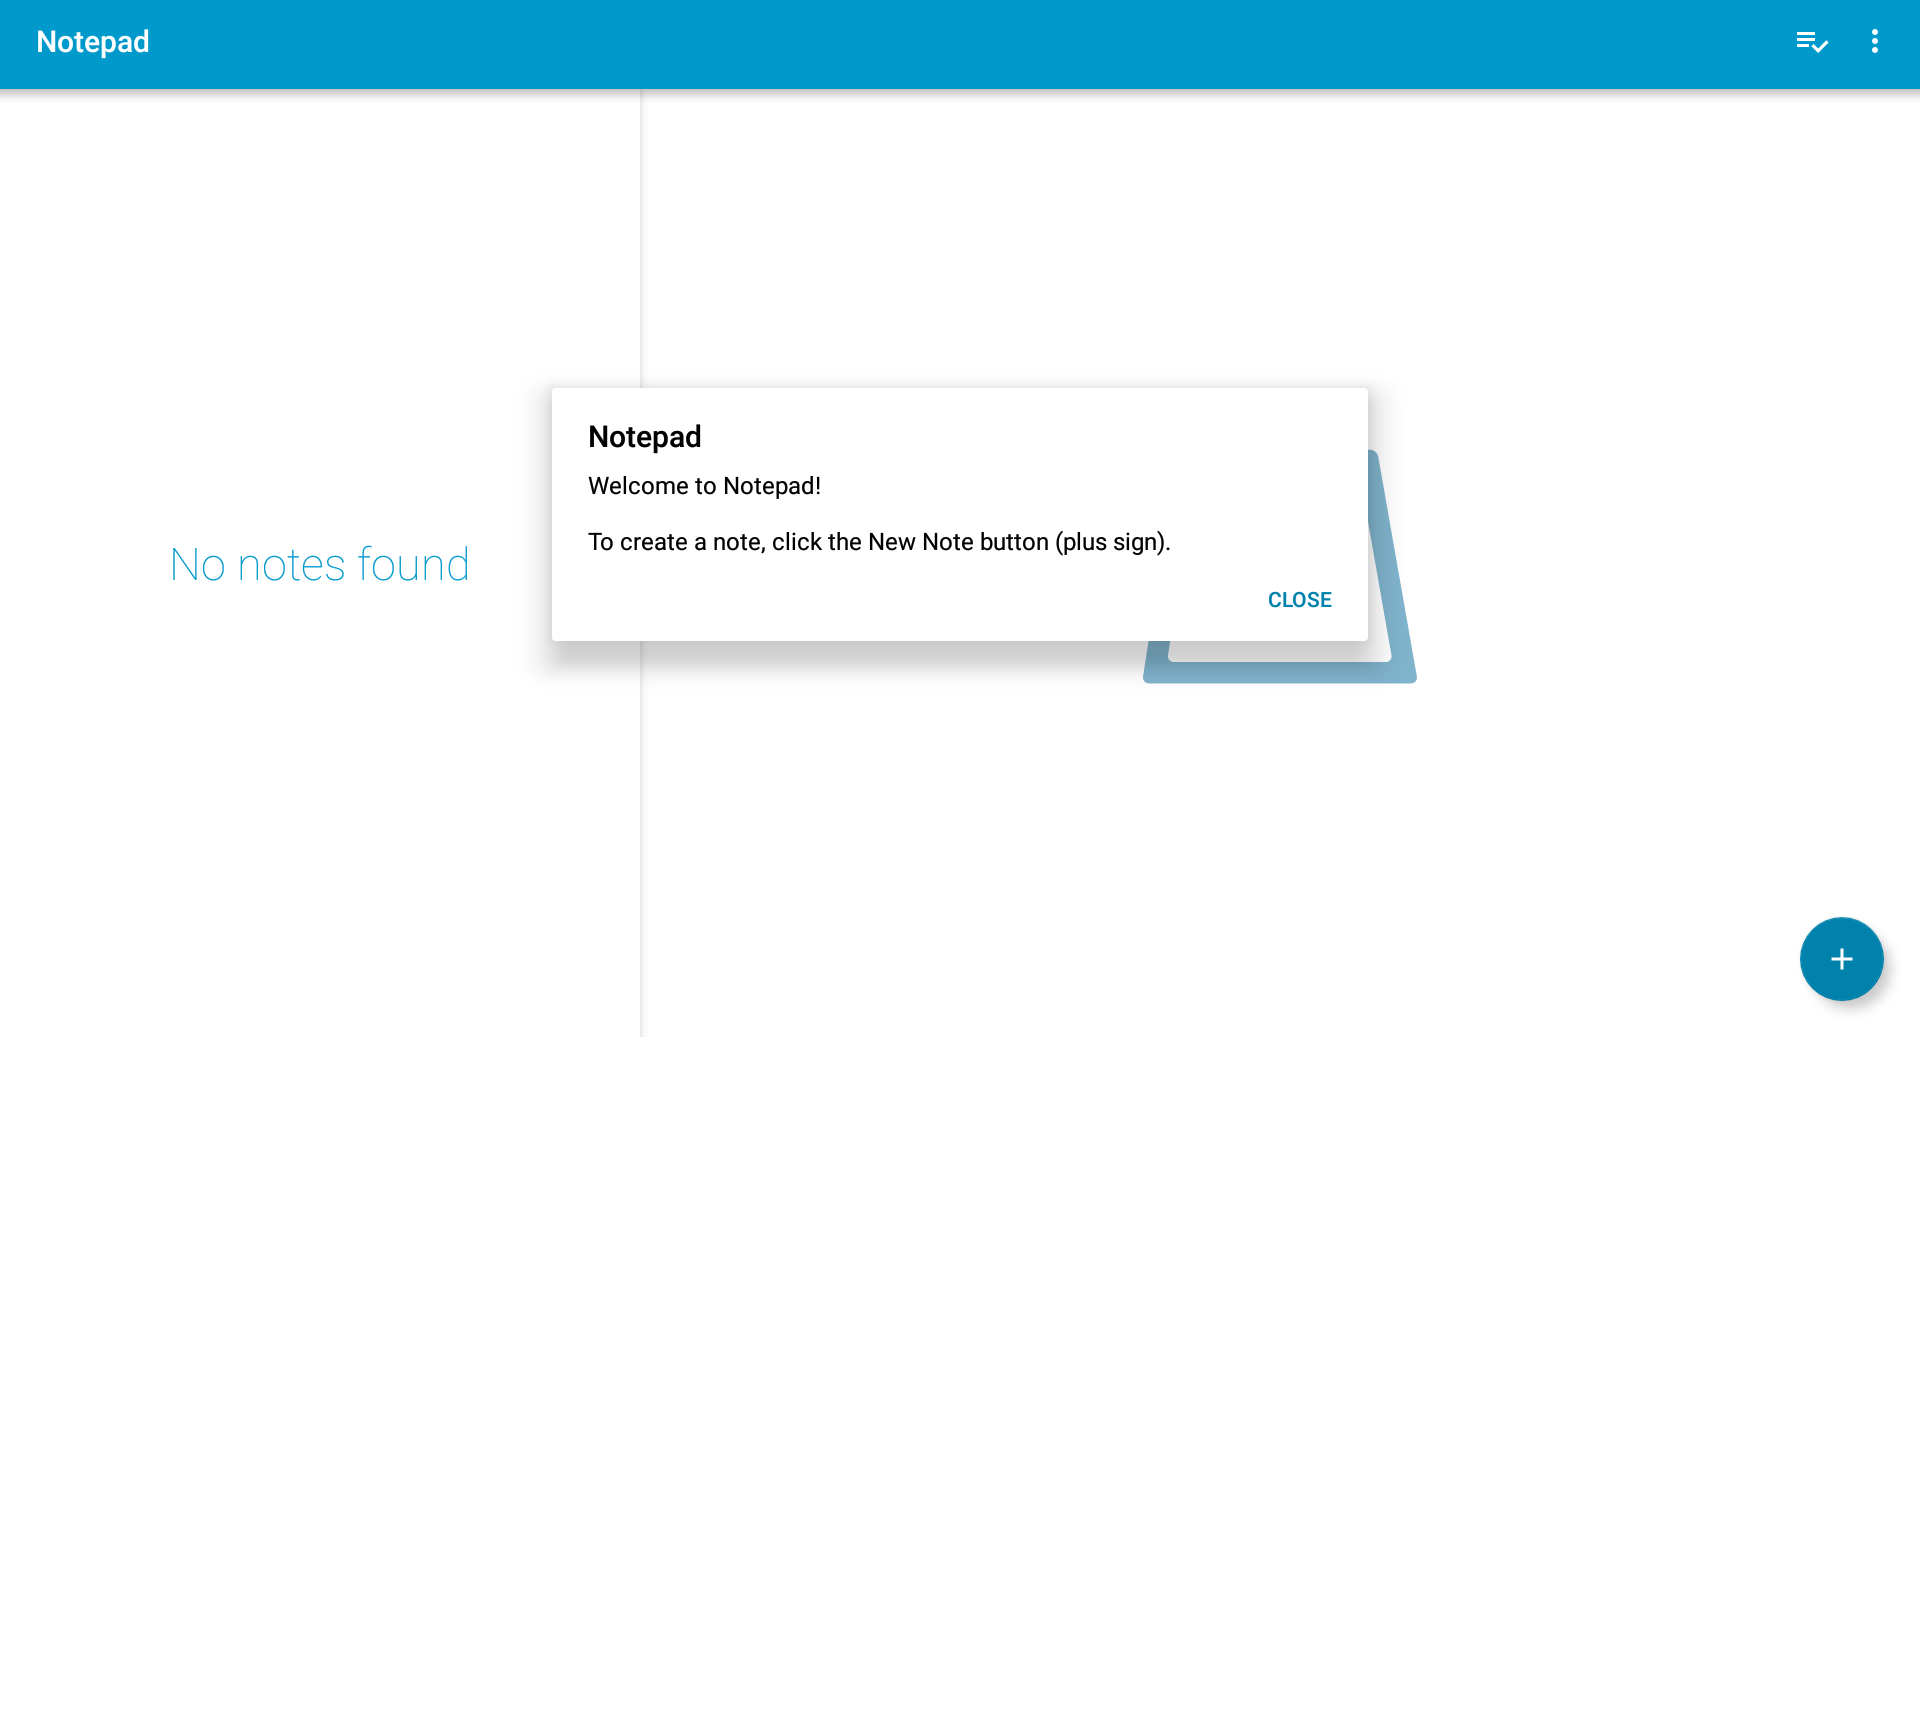 Notepad
No notes found
Notepad
Welcome to Notepad!
To create a note, click the New Note button (plus sign).
CLOSE